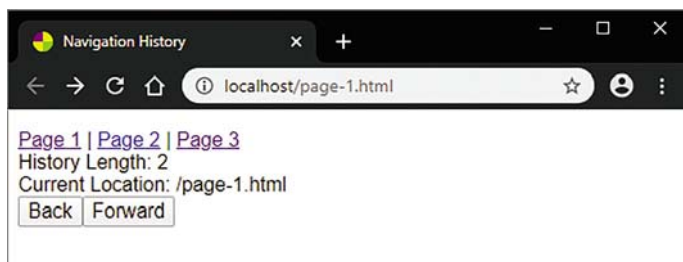 Navigation History
localhost/page-1.html
Page 1 | Page 2 | Page 3
History Length: 2
Current Location: /page-1.html
Back Forward